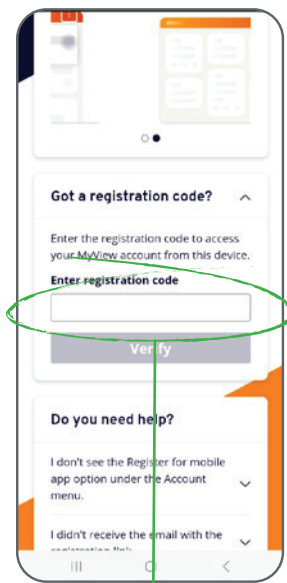 Got a registration code?
Enter the registration code to access
your MyView account from this device.
Enter registration code
Verify
Do you need help?
I don't see the Register for mobile
app option under the Account
menu.
I didn't receive the email with the
registration link